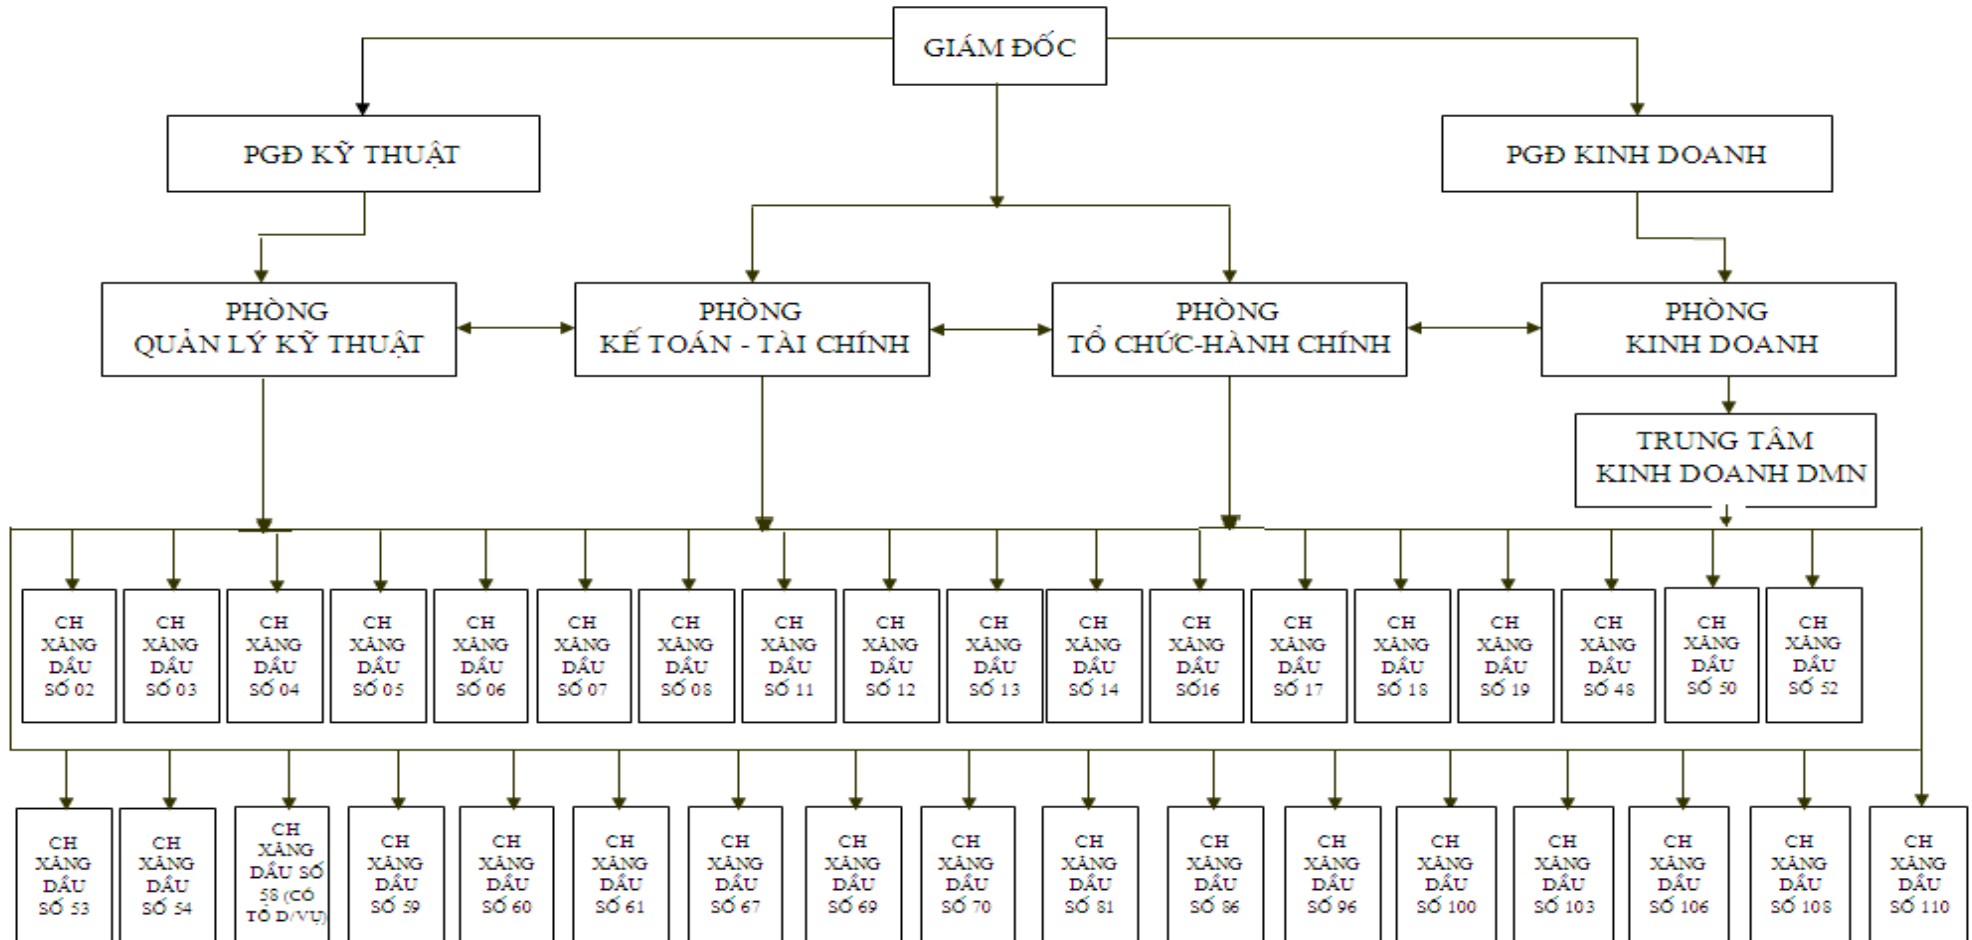 GIÁM ĐỐC
PGĐ KỸ THUẬT
PGĐ KINH DOANH
PHÒNG
QUẢN LÝ KỸ THUẬT
PHÒNG
KẾ TOÁN - TÀI CHÍNH
PHÒNG
TỔ CHỨC-HÀNH CHÍNH
PHÒNG
KINH DOANH
TRUNG TÂM
KINH DOANH DMN
CH
XĂNG
DẦU
SỐ 02
CH
XĂNG
DẦU
SỐ 03
CH
XĂNG
DẦU
SỐ 04
CH
XĂNG
DẦU
SỐ 05
CH
XĂNG
DẦU
SỐ 06
CH
XĂNG
DẦU
SỐ 07
CH
XĂNG
DẦU
SỐ 08
CH
XĂNG
DẦU
SỐ 11
CH
XĂNG
DẦU
SỐ 12
CH
XĂNG
DẦU
SỐ 13
CH
XĂNG
DẦU
SỐ 14
CH
XĂNG
DẦU
SỐ16
CH
XĂNG
DẦU
SỐ 17
CH
XĂNG
DẦU
SỐ 18
CH
XĂNG
DẦU
SỐ 19
CH
XĂNG
DẦU
SỐ 48
CH
XĂNG
DẦU
SỐ 50
CH
XĂNG
DẦU
SỐ 52
CH
XĂNG
DẦU
SỐ 53
CH
XĂNG
DẦU
SỐ 54
CH
XĂNG
DẦU SỐ
58 (CÓ
TỔ D/VỤ)
CH
XĂNG
DẦU
SỐ 59
CH
XĂNG
DẦU
SỐ 60
CH
XĂNG
DẦU
SỐ 61
CH
XĂNG
DẦU
SỐ 67
CH
XĂNG
DẦU
SỐ 69
CH
XĂNG
DẦU
SỐ 70
CH
XĂNG
DẦU
SỐ 81
CH
XĂNG
DẦU
SỐ 86
CH
XĂNG
DẦU
SỐ 96
CH
XĂNG
DẦU
SỐ 100
CH
XĂNG
DẦU
SỐ 103
CH
XĂNG
DẦU
SỐ 106
CH
XĂNG
DẦU
SỐ 108
CH
XĂNG
DẦU
SỐ 110